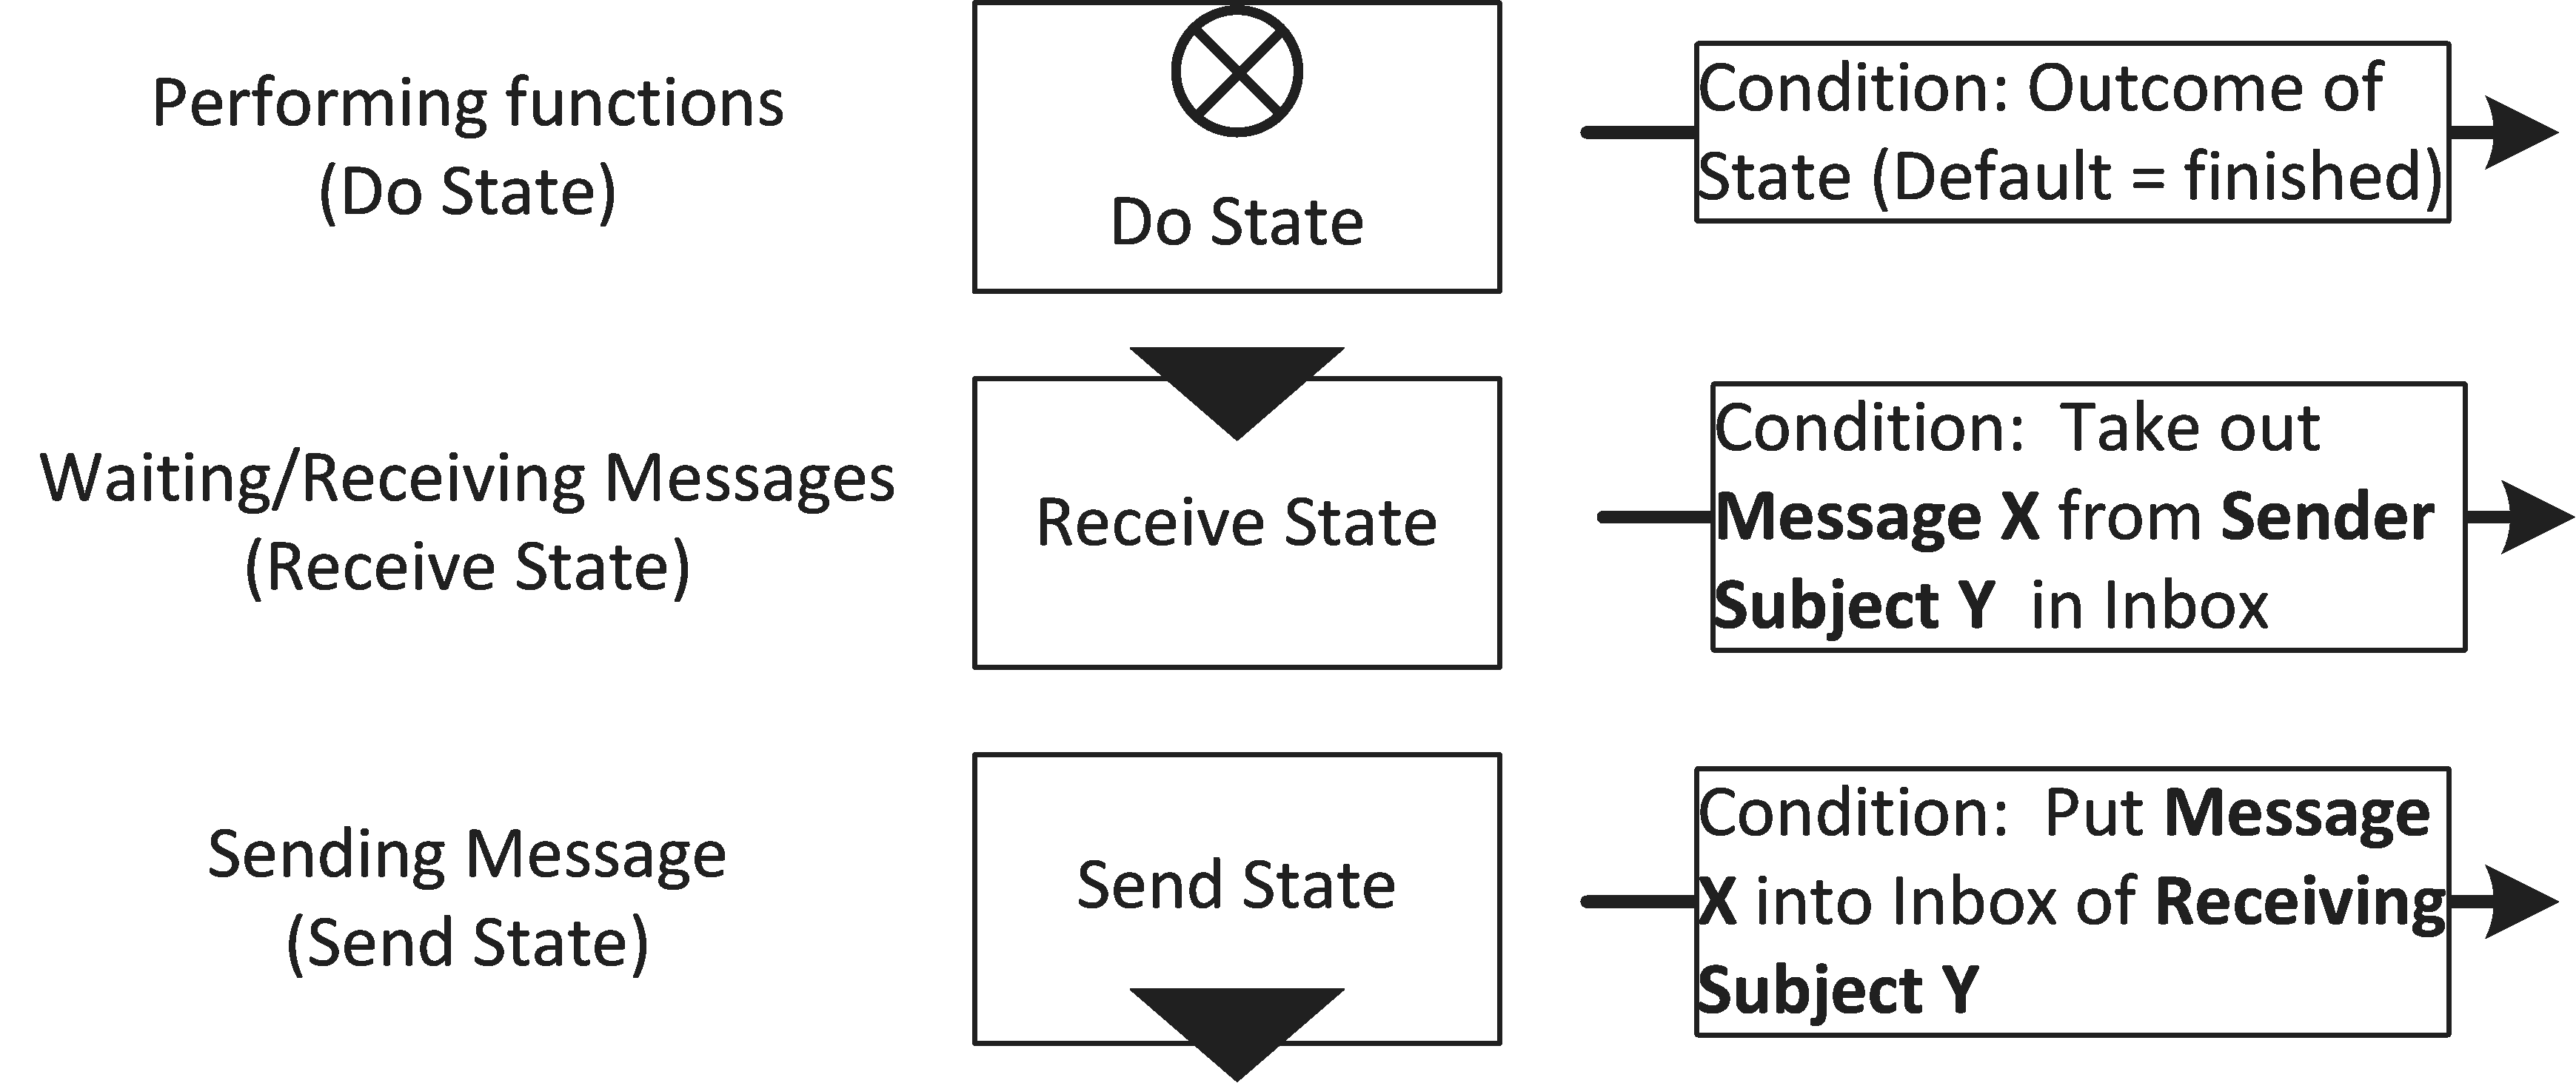 Performing functions
(Do State)
Do State
Condition: Outcome of
State (Default = finished)
Waiting/Receiving Messages
(Receive State)
Receive State
Condition:  Take out
Message X from Sender
Subject Y  in Inbox
Sending Message
(Send State)
Send State
Condition:  Put Message
X into Inbox of Receiving
Subject Y